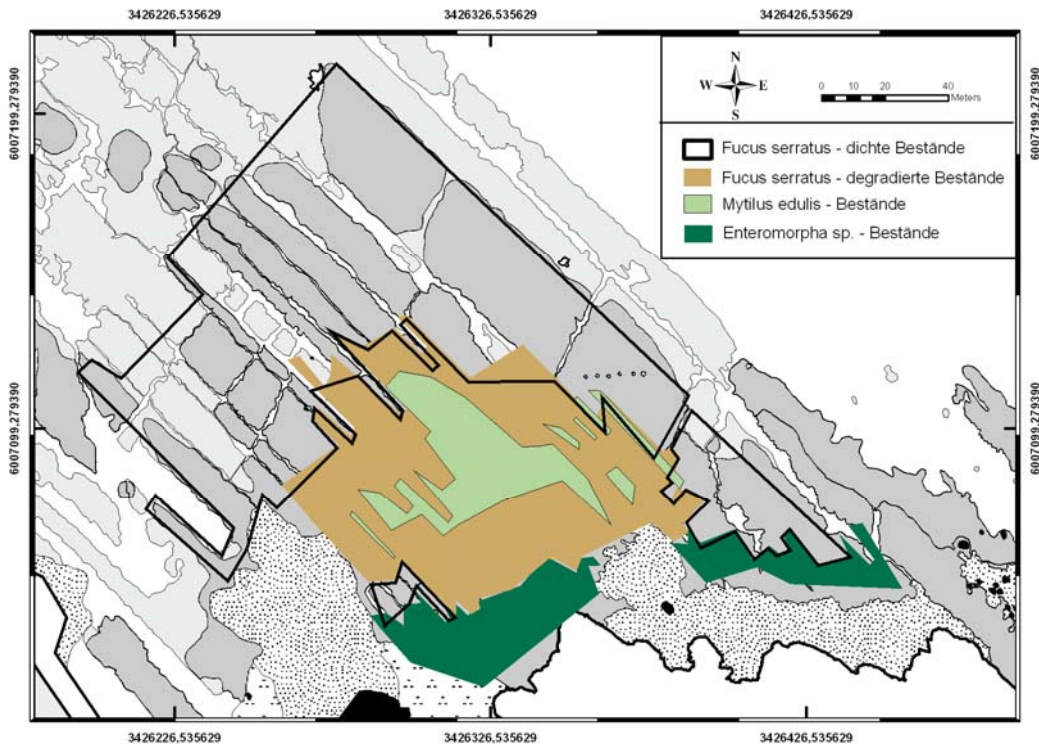 3426226,535629 3426326,535629 3426426,535629
6007199,279390 6007199,279390
N
W E
S
0 10 20 40
Meters
Fucus serratus - dichte Bestände
Fucus serratus - degradierte Bestände
Mytilus edulis - Bestände
Enteromorpha sp. - Bestände
6007099,279390 6007099,279390
3426226,535629 3426326,535629 3426426,535629